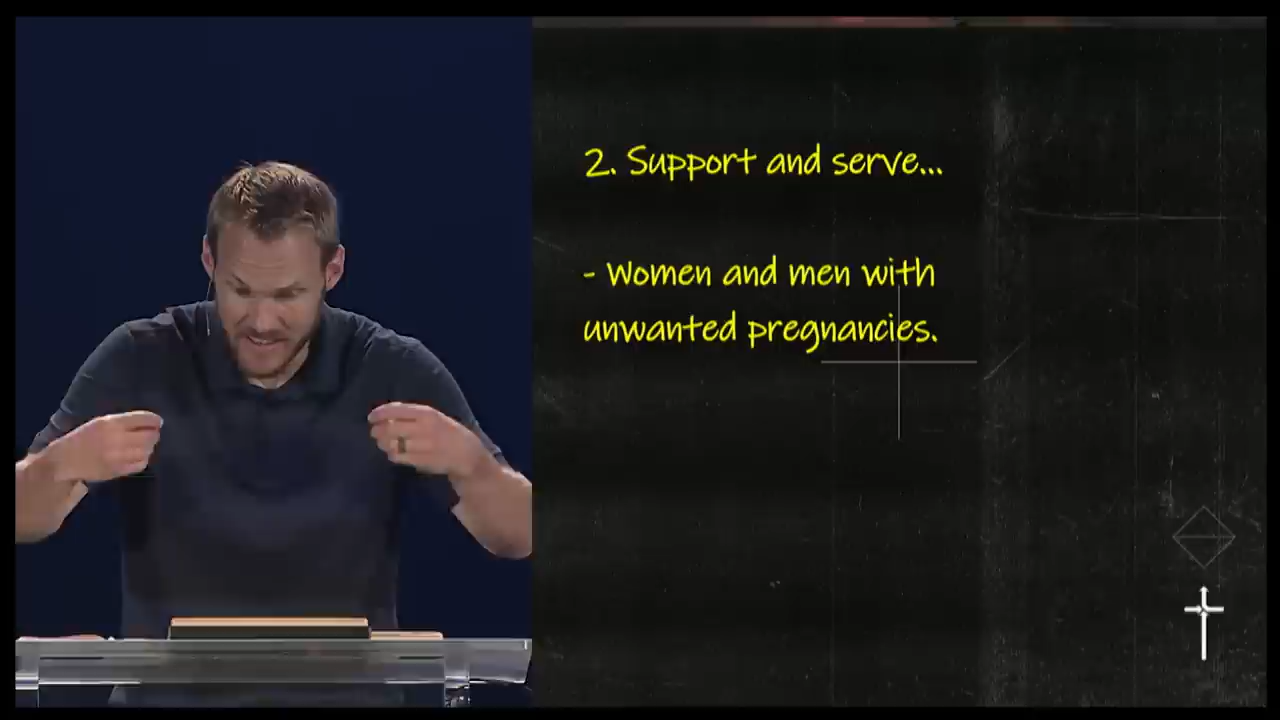 2. Support and serve...
- Women and men with
unwanted pregnancies.